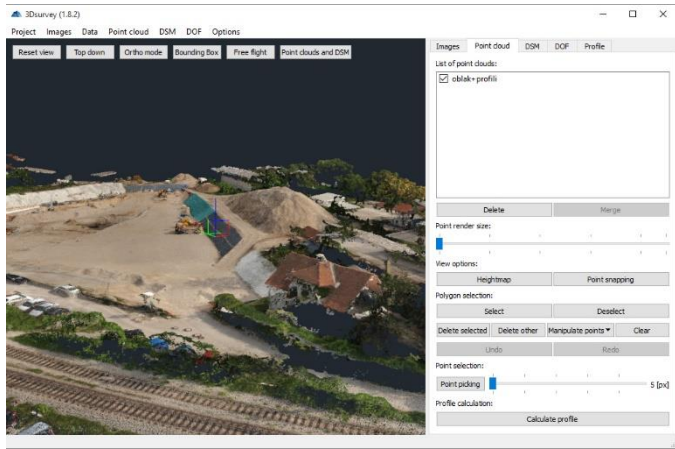 3Dsurvey (1.8.2)
Project Images Data Point cloud DSM DOF Options
Reset view Top down Ortho mode Bounding Box Free flight Point clouds and DSM
Images Point cloud DSM DOF Profile
List of point clouds:
oblak+profili
Delete Merge
Point render size:
View options:
Heightmap Point snapping
Polygon selection:
Select Deselect
Delete selected Delete other Manipulate points Clear
Undo Redo
Point selection:
Point picking 5 [px]
Profile calculation:
Calculate profile